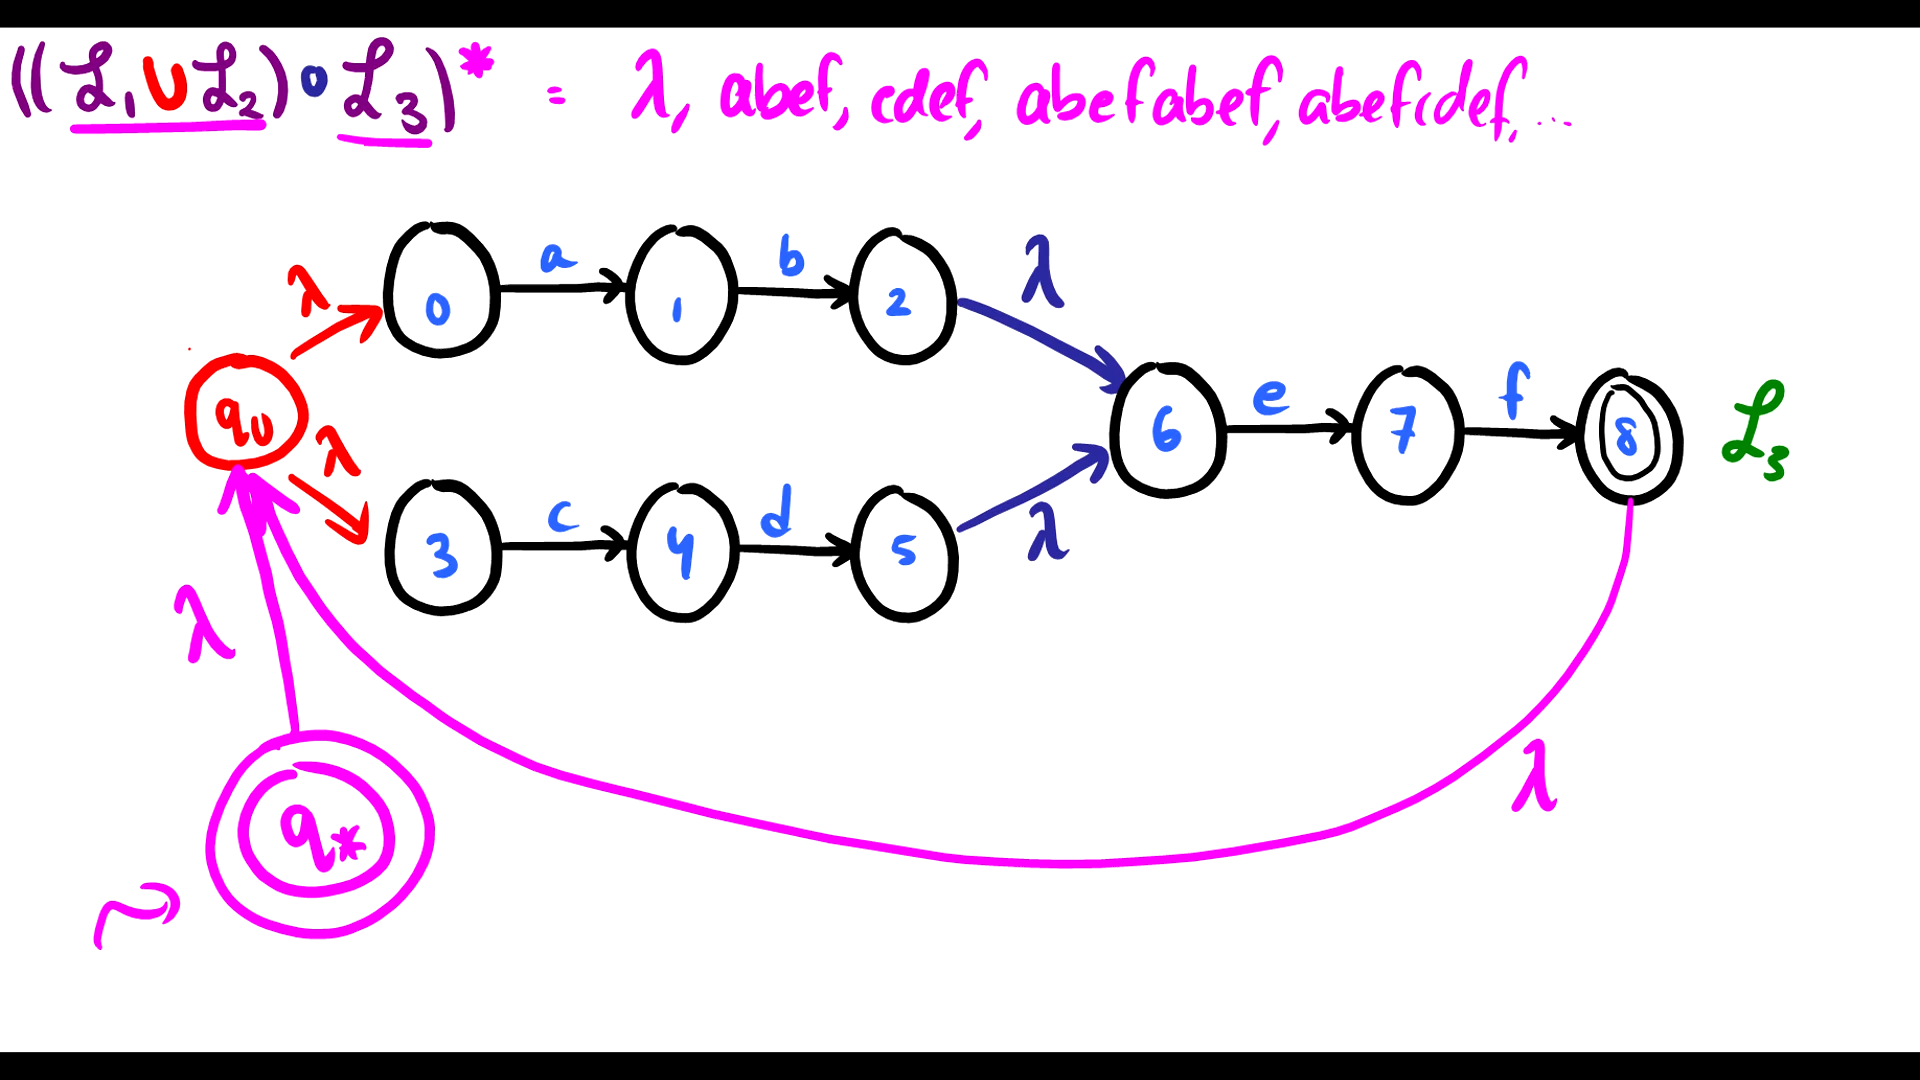 ((ℒ₁∪ℒ₂)∘ℒ₃)* = λ, abef, cdef, abefabef, abefcdef, ...
λ 0 a 1 b 2 λ
q∪ 6 e 7 f 8 ℒ₃
λ 3 c 4 d 5 λ
λ
λ
q*